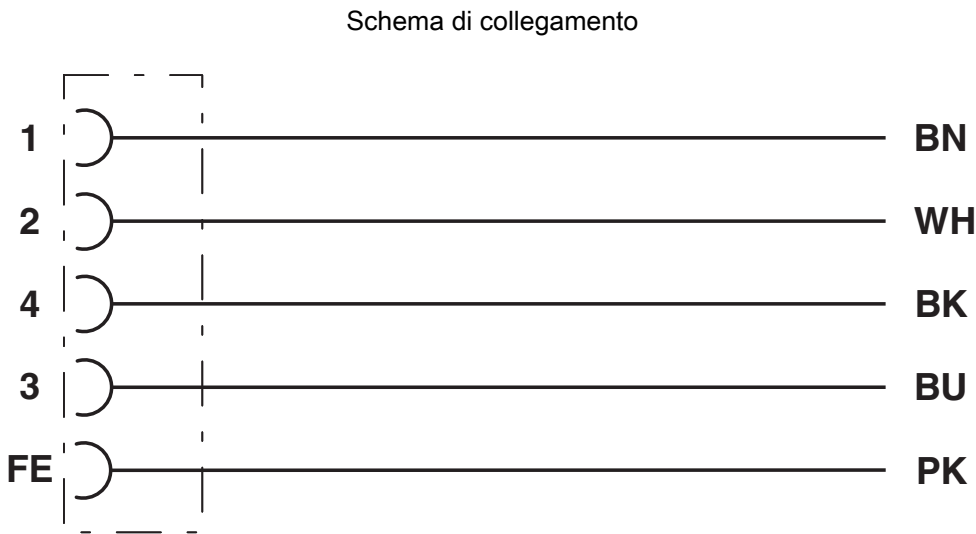 Schema di collegamento
1 BN
2 WH
4 BK
3 BU
FE PK